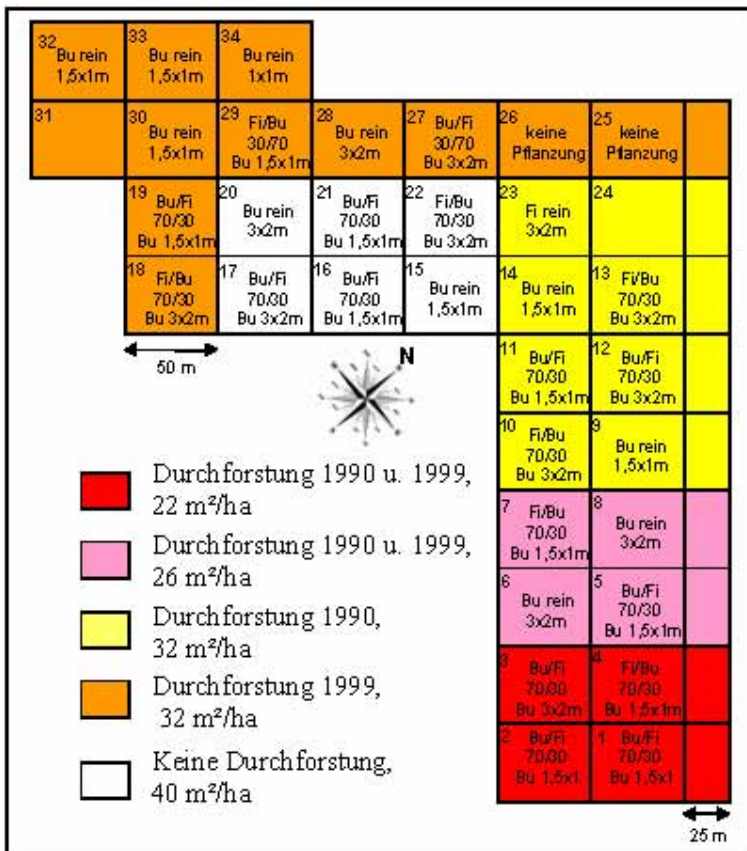 32
Bu rein
1,5x1m
33
Bu rein
1,5x1m
34
Bu rein
1x1m
31
30
Bu rein
1,5x1m
29
Fi/Bu
30/70
Bu 1,5x1m
28
Bu rein
3x2m
27
Bu/Fi
30/70
Bu 3x2m
26
keine
Pflanzung
25
keine
Pflanzung
19
Bu/Fi
70/30
Bu 1,5x1m
20
Bu rein
3x2m
21
Bu/Fi
70/30
Bu 1,5x1m
22
Fi/Bu
70/30
Bu 3x2m
23
Fi rein
3x2m
24
18
Fi/Bu
70/30
Bu 3x2m
17
Bu/Fi
70/30
Bu 3x2m
16
Bu/Fi
70/30
Bu 1,5x1m
15
Bu rein
1,5x1m
14
Bu rein
1,5x1m
13
Fi/Bu
70/30
Bu 3x2m
50 m
N
11
Bu/Fi
70/30
Bu 1,5x1m
12
Bu/Fi
70/30
Bu 3x2m
10
Fi/Bu
70/30
Bu 3x2m
9
Bu rein
1,5x1m
7
Fi/Bu
70/30
Bu 1,5x1m
8
Bu rein
3x2m
6
Bu rein
3x2m
5
Bu/Fi
70/30
Bu 1,5x1m
3
Bu/Fi
70/30
Bu 3x2m
4
Fi/Bu
70/30
Bu 1,5x1m
2
Bu/Fi
70/30
Bu 1,5x1
1
Bu/Fi
70/30
Bu 1,5x1
25 m
Durchforstung 1990 u. 1999,
22 m²/ha
Durchforstung 1990 u. 1999,
26 m²/ha
Durchforstung 1990,
32 m²/ha
Durchforstung 1999,
32 m²/ha
Keine Durchforstung,
40 m²/ha